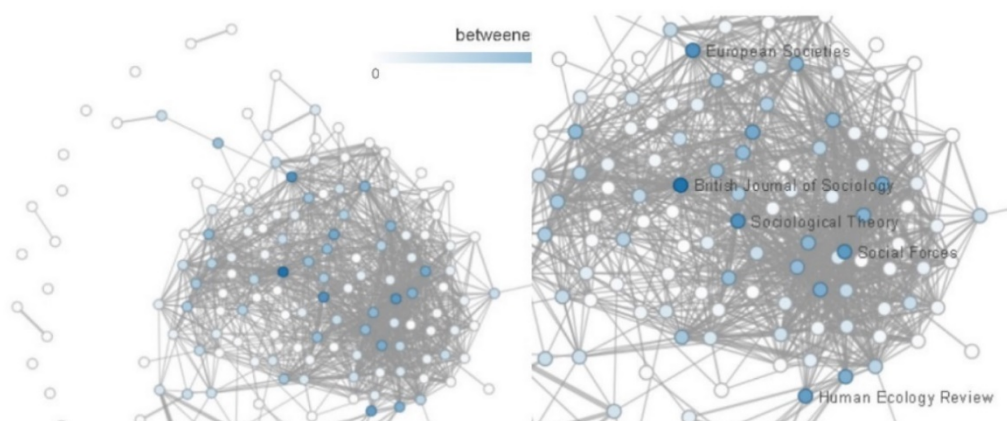 betweene
0
European Societies
British Journal of Sociology
Sociological Theory
Social Forces
Human Ecology Review